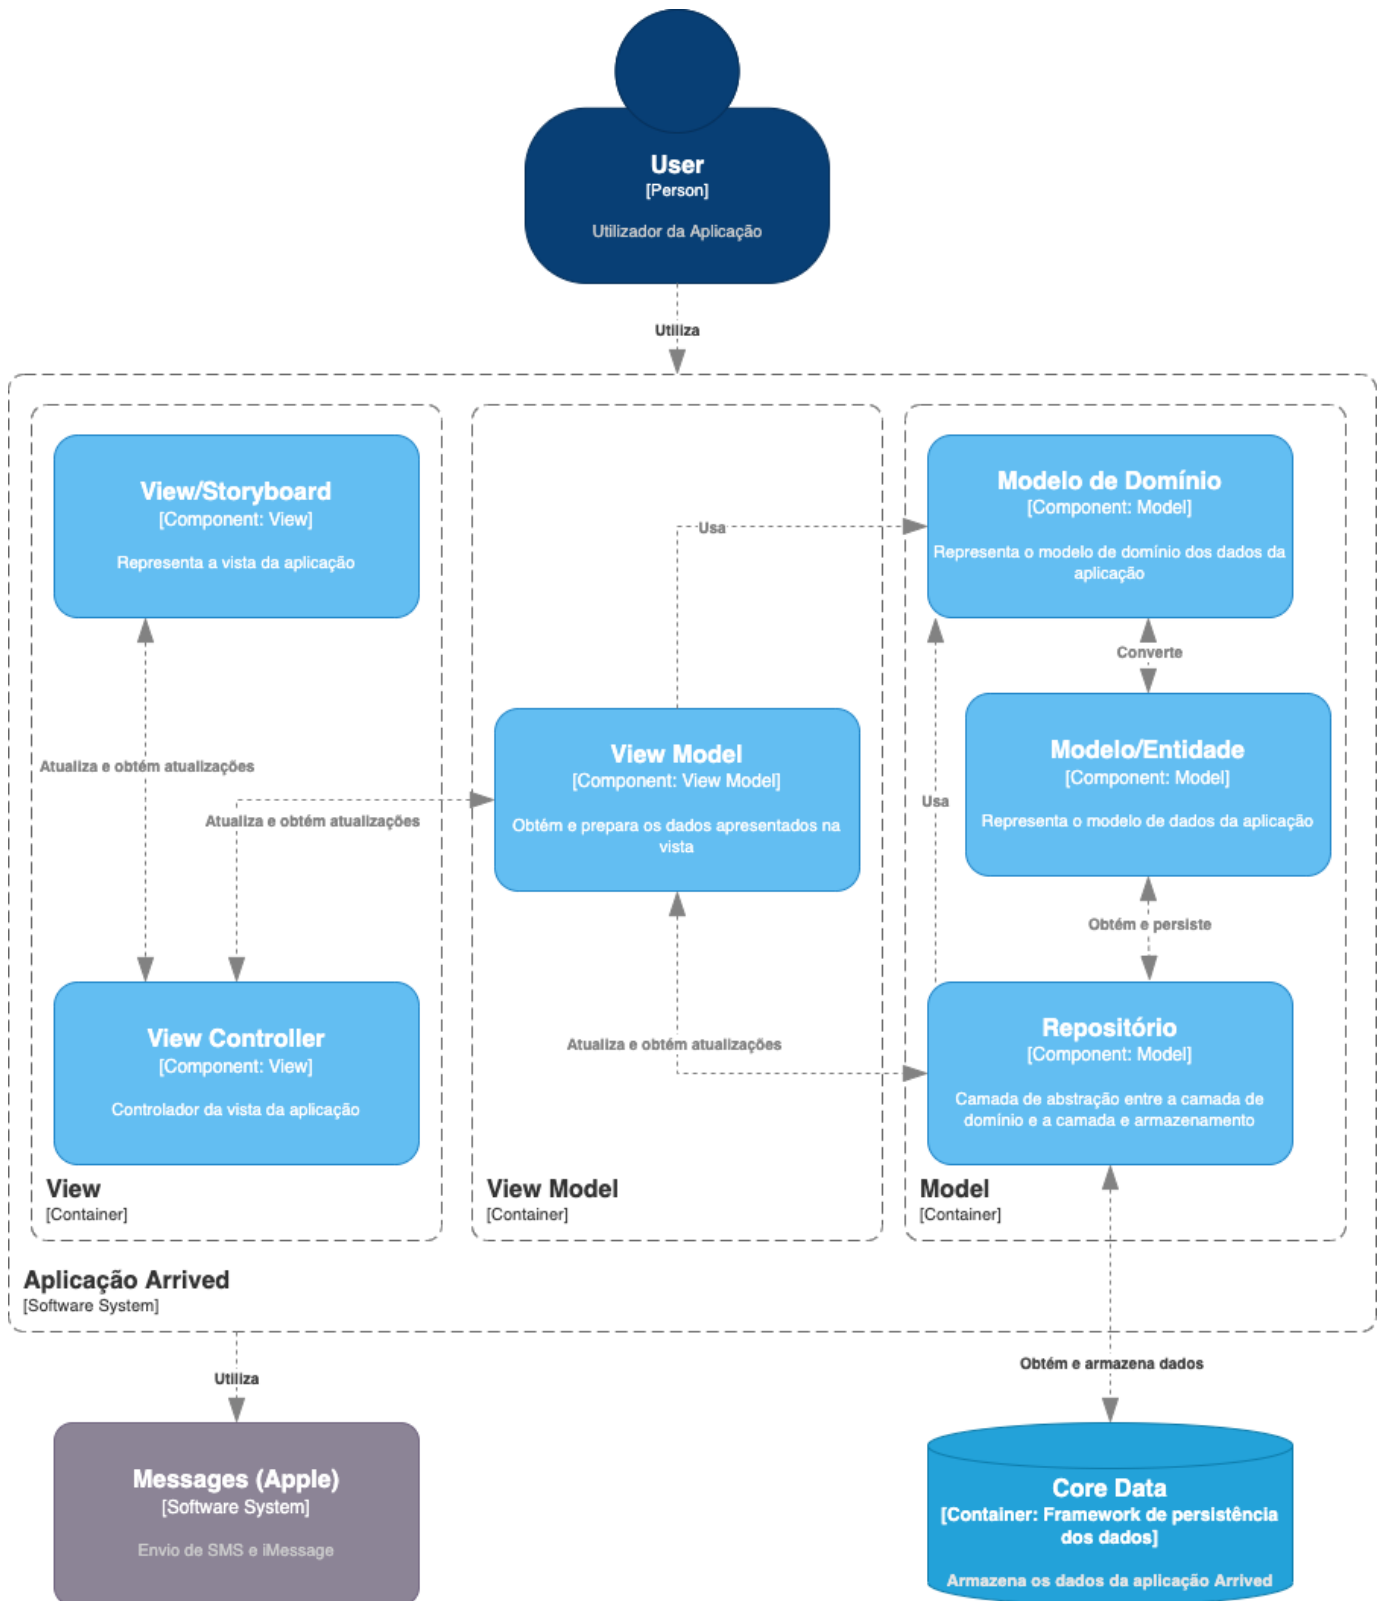 User
[Person]
Utilizador da Aplicação
Utiliza
View/Storyboard
[Component: View]
Representa a vista da aplicação
Atualiza e obtém atualizações
View Controller
[Component: View]
Controlador da vista da aplicação
View
[Container]
Atualiza e obtém atualizações
Usa
View Model
[Component: View Model]
Obtém e prepara os dados apresentados na
vista
Atualiza e obtém atualizações
View Model
[Container]
Modelo de Domínio
[Component: Model]
Representa o modelo de domínio dos dados da
aplicação
Converte
Modelo/Entidade
[Component: Model]
Representa o modelo de dados da aplicação
Usa
Obtém e persiste
Repositório
[Component: Model]
Camada de abstração entre a camada de
domínio e a camada e armazenamento
Model
[Container]
Aplicação Arrived
[Software System]
Utiliza
Messages (Apple)
[Software System]
Envio de SMS e iMessage
Obtém e armazena dados
Core Data
[Container: Framework de persistência
dos dados]
Armazena os dados da aplicação Arrived